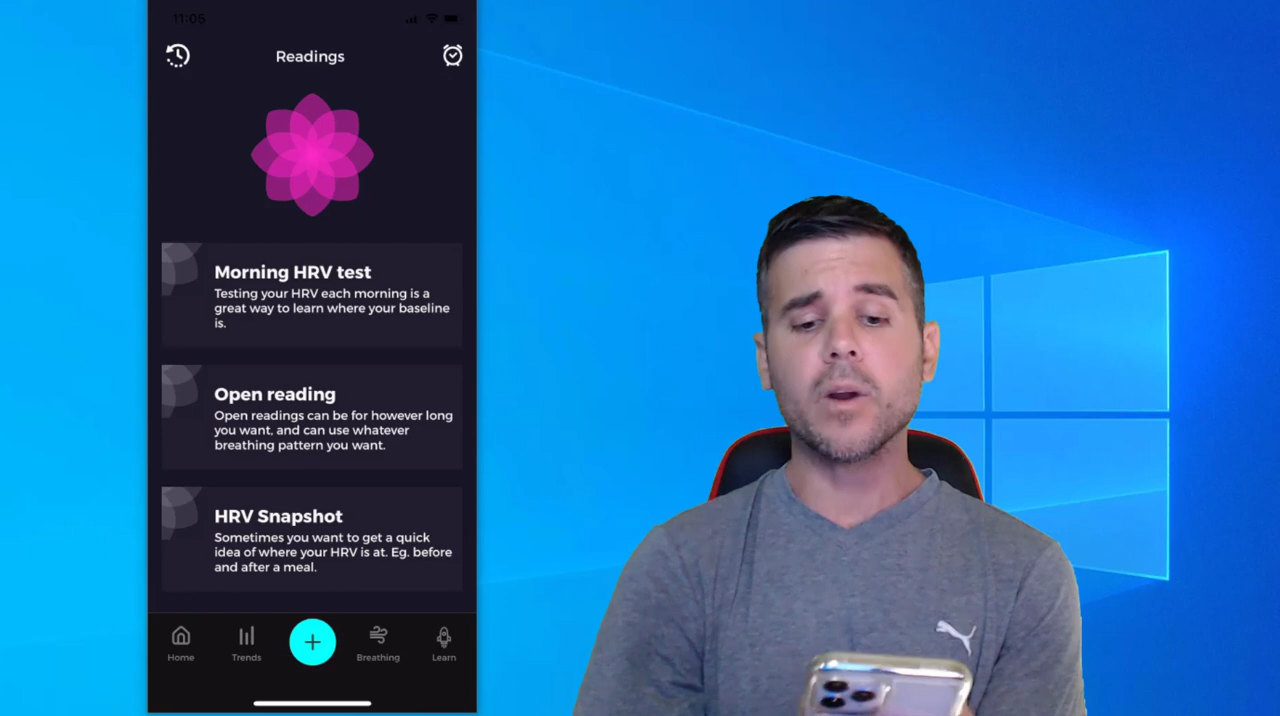 11:05
Readings
Morning HRV test
Testing your HRV each morning is a
great way to learn where your baseline
is.
Open reading
Open readings can be for however long
you want, and can use whatever
breathing pattern you want.
HRV Snapshot
Sometimes you want to get a quick
idea of where your HRV is at. Eg. before
and after a meal.
Home Trends + Breathing Learn